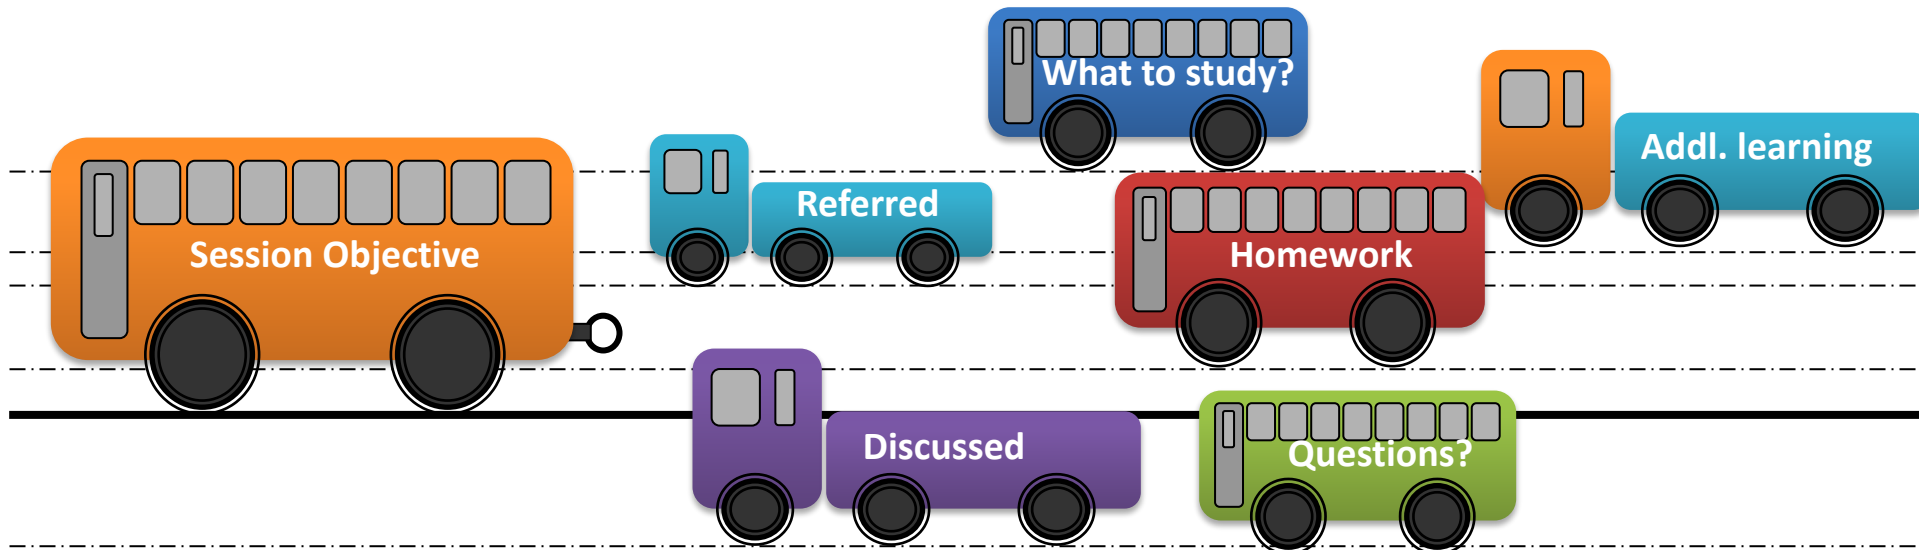 What to study?
Addl. learning
Referred
Session Objective
Homework
Discussed
Questions?